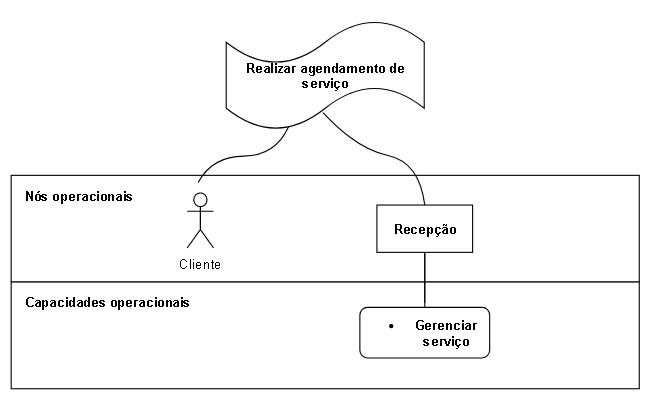 Realizar agendamento de
serviço
Nós operacionais
Cliente
Recepção
Capacidades operacionais
• Gerenciar
serviço